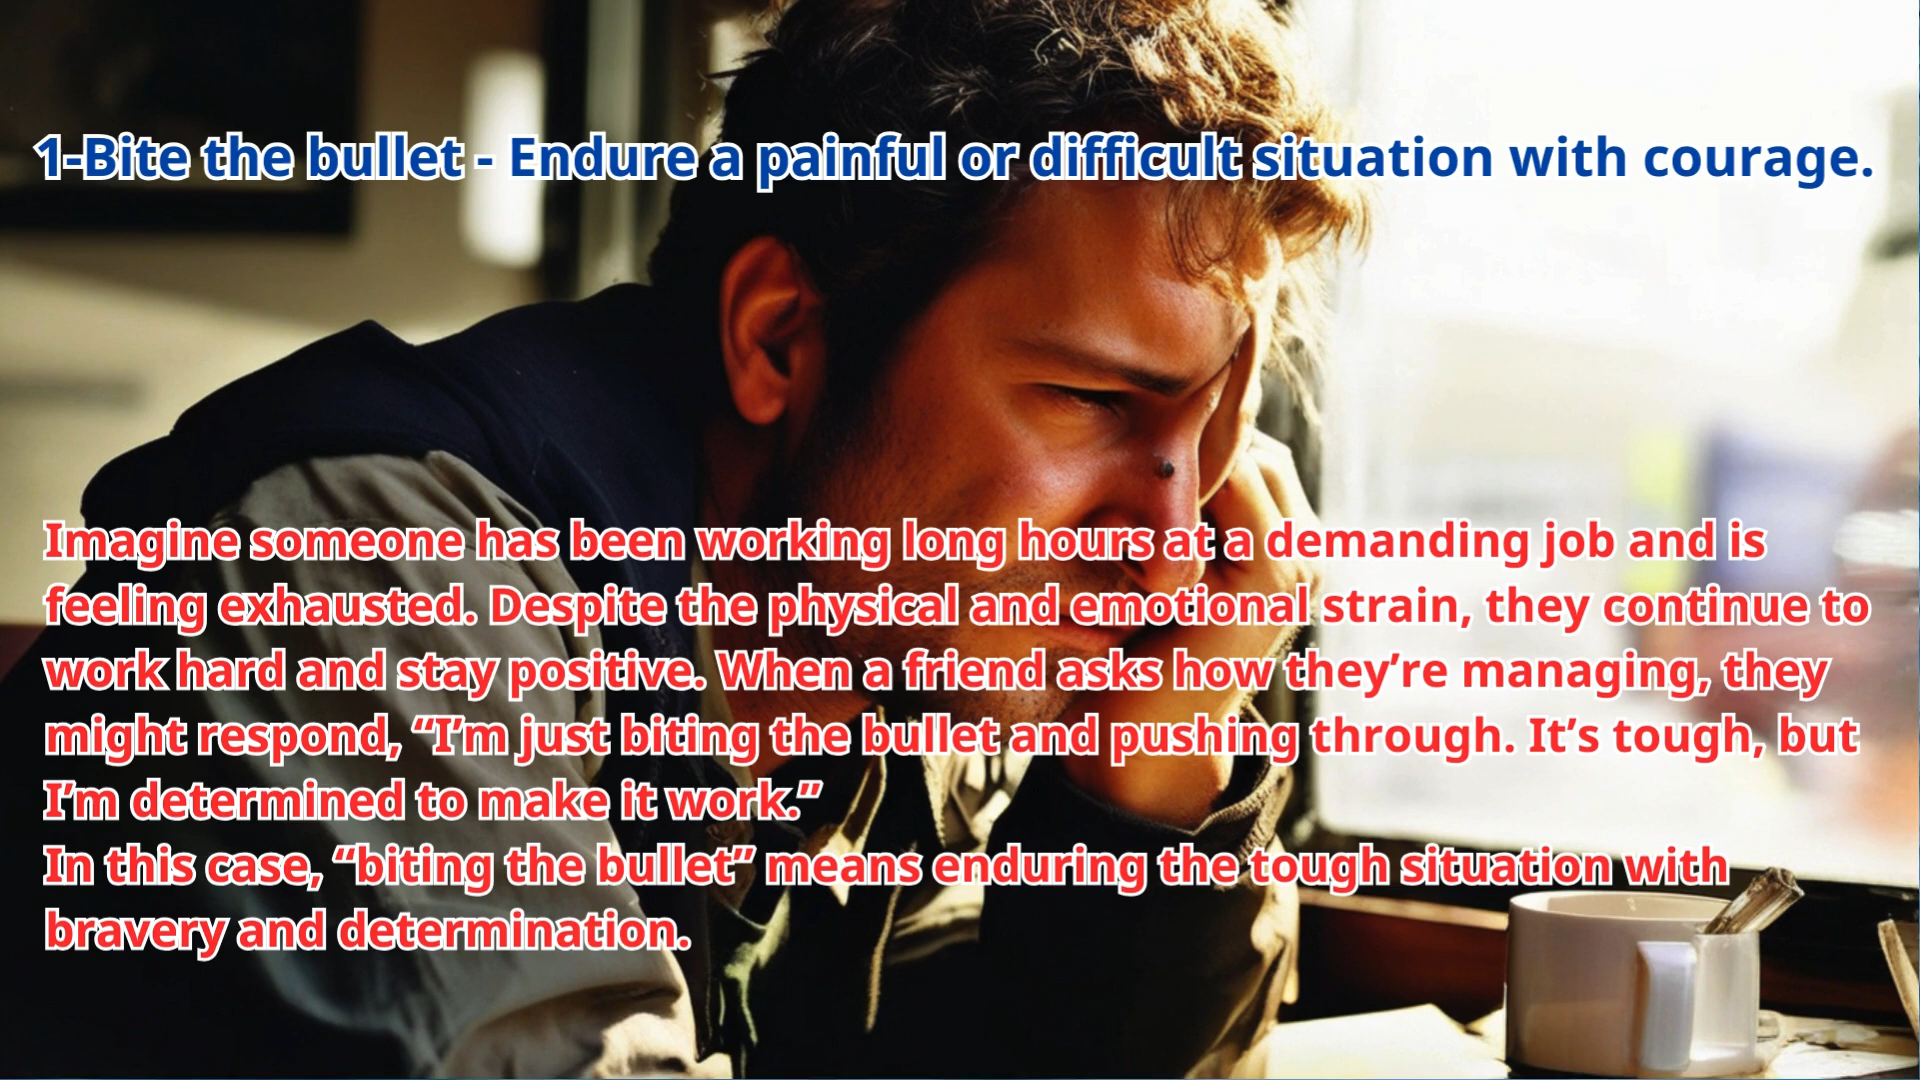 1-Bite the bullet - Endure a painful or difficult situation with courage.
Imagine someone has been working long hours at a demanding job and is
feeling exhausted. Despite the physical and emotional strain, they continue to
work hard and stay positive. When a friend asks how they’re managing, they
might respond, “I’m just biting the bullet and pushing through. It’s tough, but
I’m determined to make it work.”
In this case, “biting the bullet” means enduring the tough situation with
bravery and determination.